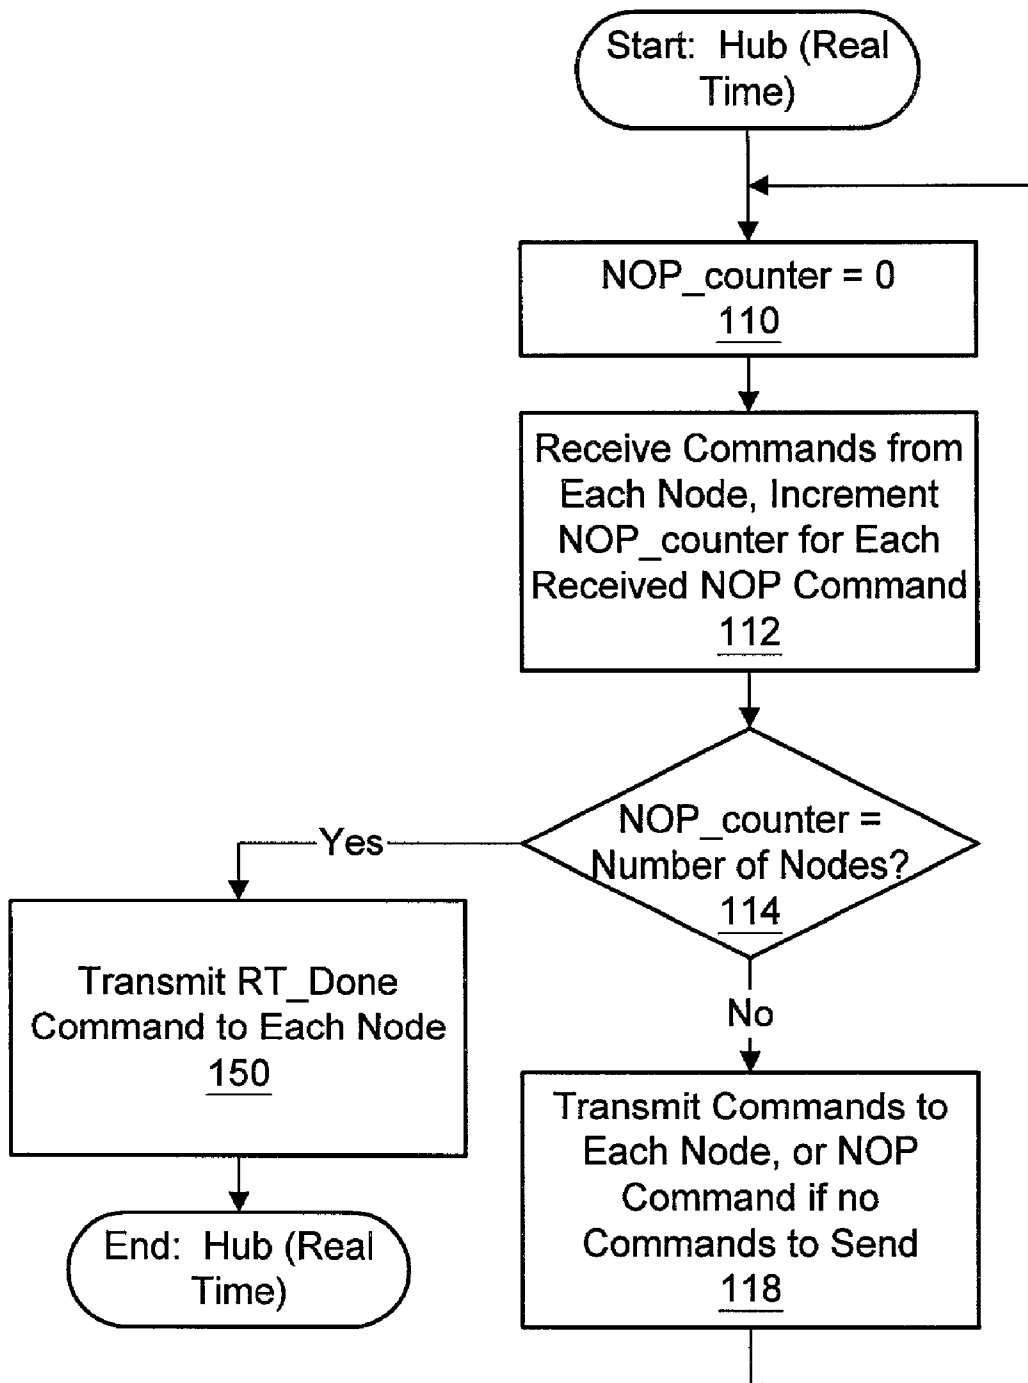 Start: Hub (Real
Time)
NOP_counter = 0
110
Receive Commands from
Each Node, Increment
NOP_counter for Each
Received NOP Command
112
NOP_counter =
Number of Nodes?
114
Yes
No
Transmit RT_Done
Command to Each Node
150
End: Hub (Real
Time)
Transmit Commands to
Each Node, or NOP
Command if no
Commands to Send
118